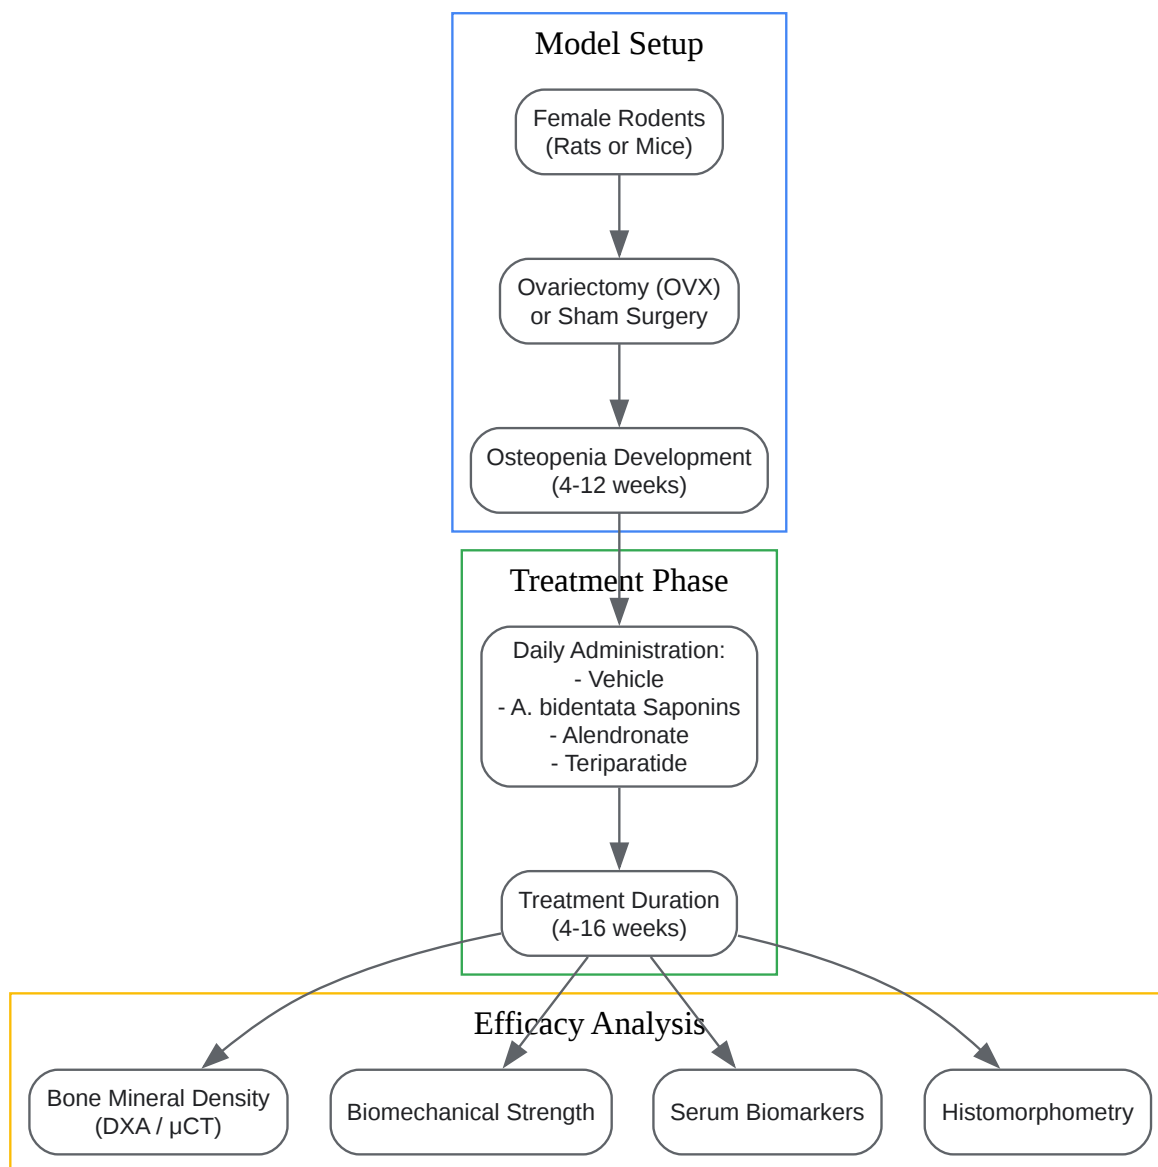 Model Setup
Female Rodents
(Rats or Mice)
Ovariectomy (OVX)
or Sham Surgery
Osteopenia Development
(4-12 weeks)
Treatment Phase
Daily Administration:
- Vehicle
- A. bidentata Saponins
- Alendronate
- Teriparatide
Treatment Duration
(4-16 weeks)
Efficacy Analysis
Bone Mineral Density
(DXA / µCT)
Biomechanical Strength
Serum Biomarkers
Histomorphometry